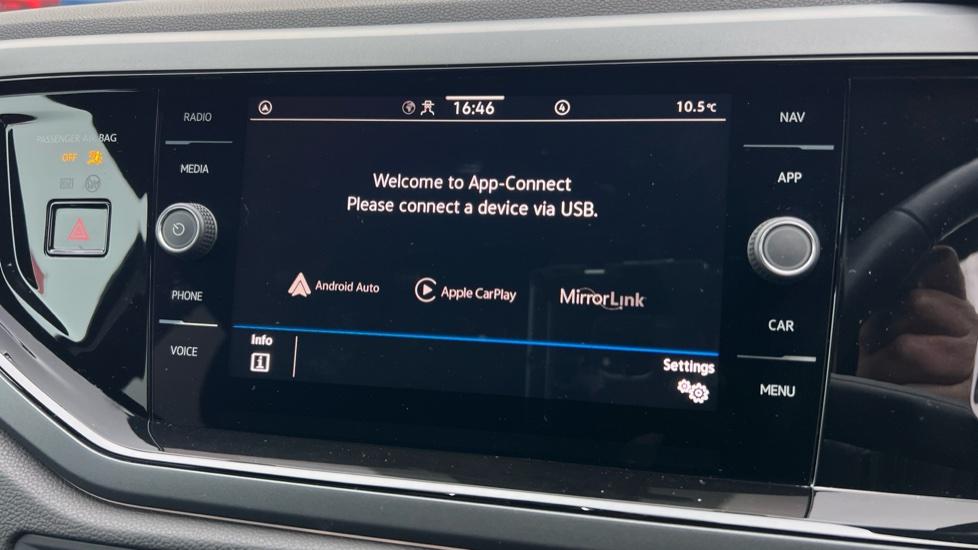 PASSENGER AIR BAG
OFF
RADIO
MEDIA
PHONE
VOICE
16:46
4
10.5°C
Welcome to App-Connect
Please connect a device via USB.
Android Auto
Apple CarPlay
MirrorLink
Info
Settings
NAV
APP
CAR
MENU